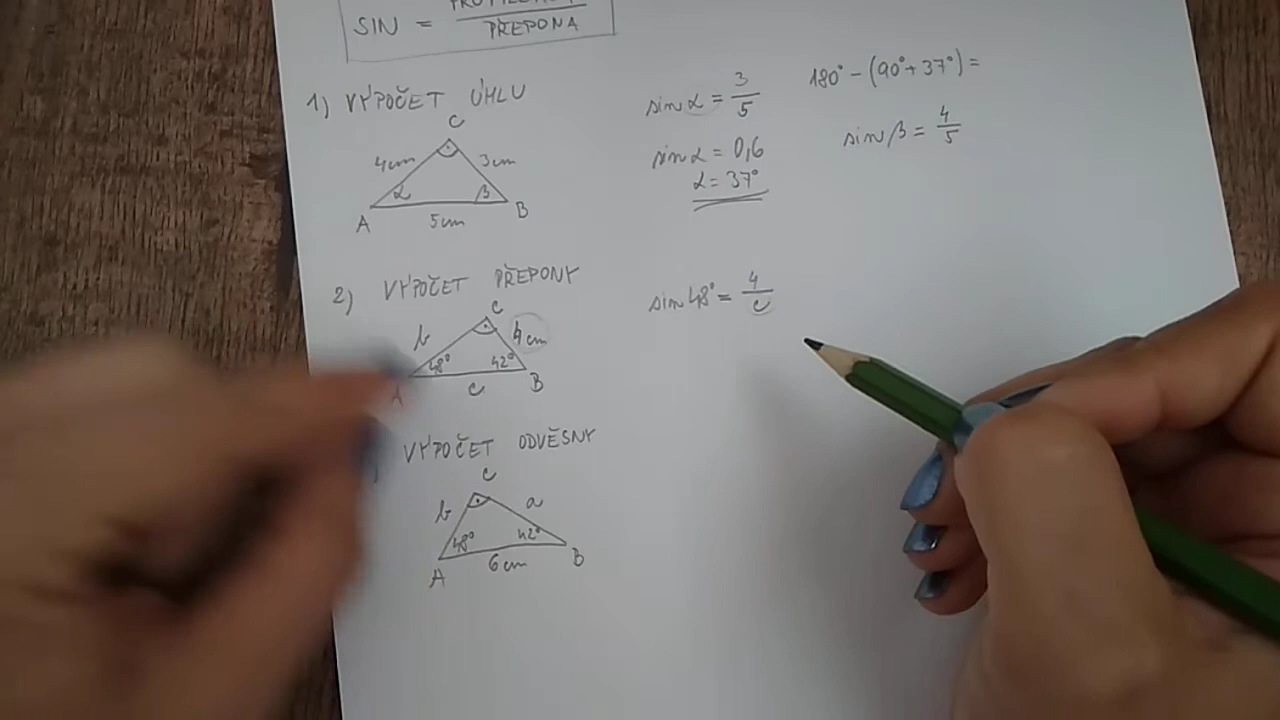 SIN = PŘEPONA
1) VÝPOČET ÚHLU
C
4cm 3cm
α β
A 5cm B
sin α = 3/5
sin α = 0,6
α = 37°
180° - (90° + 37°) =
sin β = 4/5
2) VÝPOČET PŘEPONY
C
b 4cm
48° 42°
A c B
sin 48° = 4/c
) VÝPOČET ODVĚSNY
C
b a
48° 42°
A 6cm B